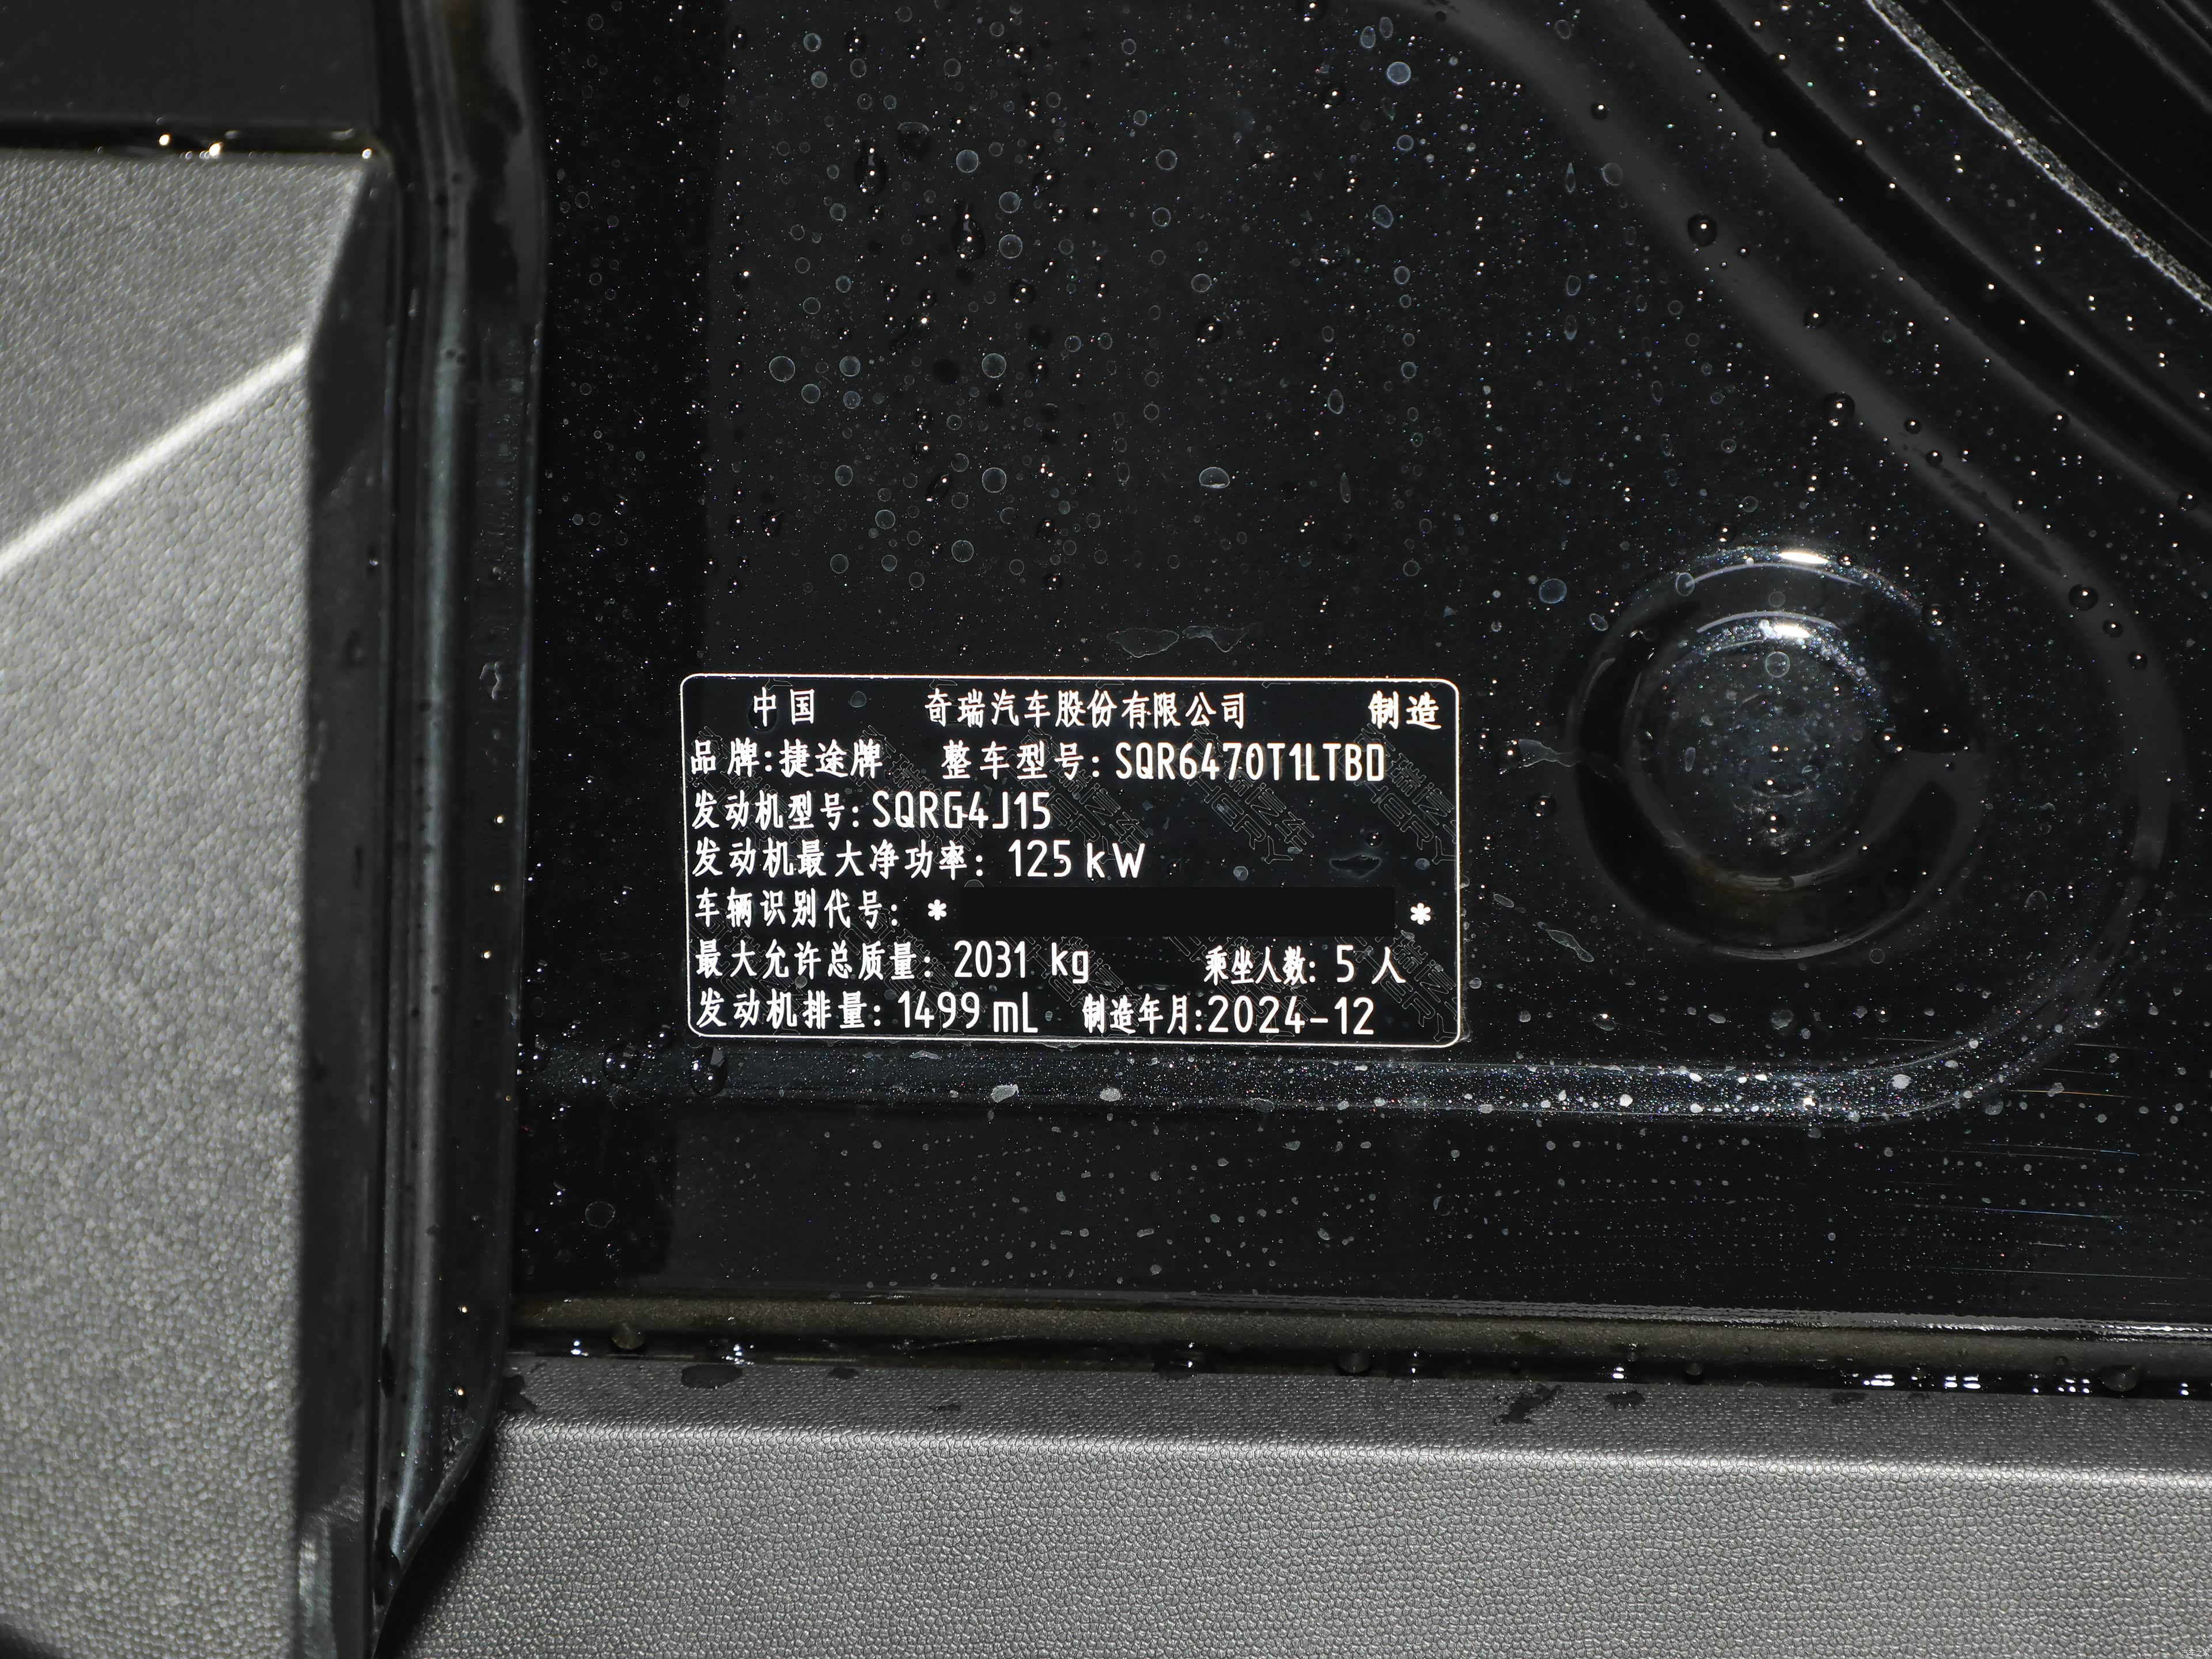 中国 奇瑞汽车股份有限公司 制造
品牌:捷途牌 整车型号:SQR6470T1LTBD
发动机型号:SQRG4J15
发动机最大净功率: 125 kW
车辆识别代号: * *
最大允许总质量: 2031 kg 乘坐人数: 5 人
发动机排量: 1499 mL 制造年月:2024-12